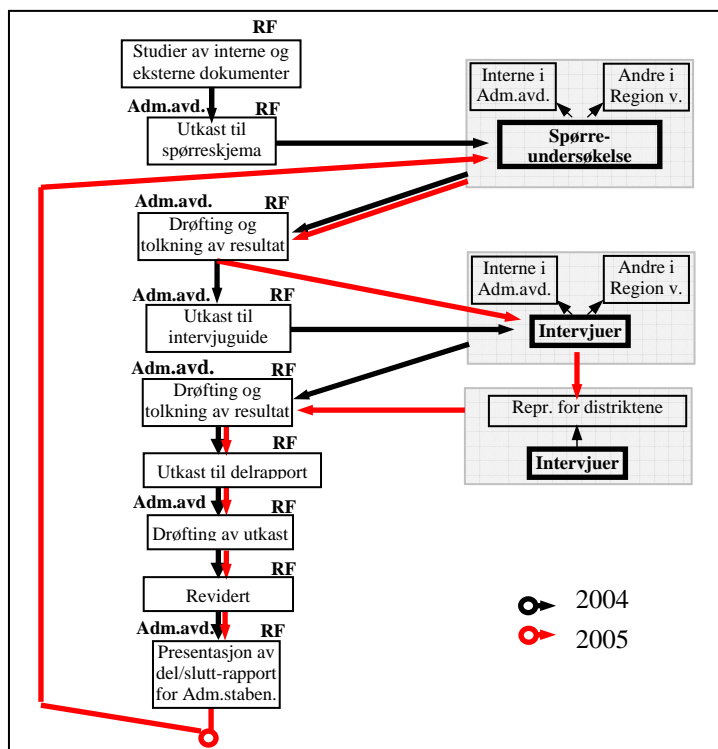 RF
Studier av interne og
eksterne dokumenter
Adm.avd.
RF
Utkast til
spørreskjema
Interne i
Adm.avd.
Andre i
Region v.
Spørre-
undersøkelse
Adm.avd.
RF
Drøfting og
tolkning av resultat
Adm.avd.
RF
Utkast til
intervjuguide
Interne i
Adm.avd.
Andre i
Region v.
Intervjuer
Adm.avd.
RF
Drøfting og
tolkning av resultat
Repr. for distriktene
Intervjuer
RF
Utkast til delrapport
Adm.avd
RF
Drøfting av utkast
RF
Revidert
Adm.avd.
RF
Presentasjon av
del/slutt-rapport
for Adm.staben.
2004
2005